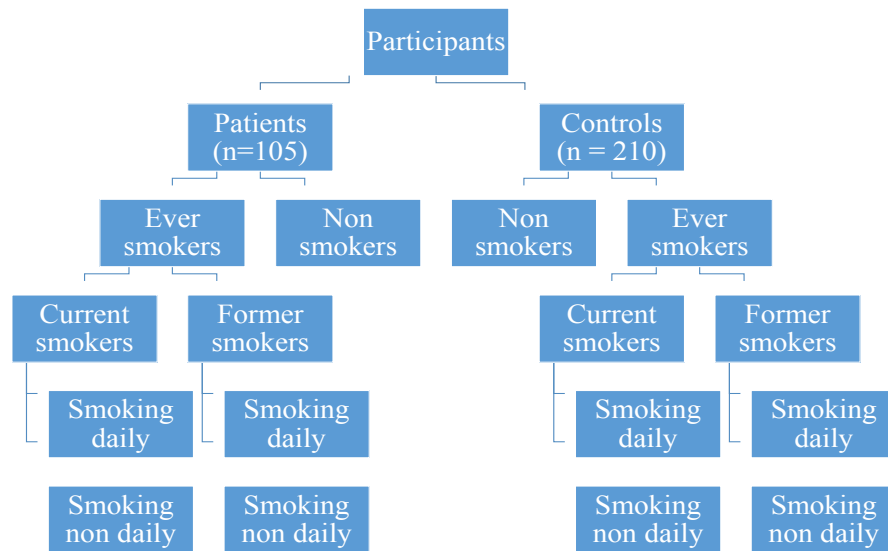 Participants
Patients
(n=105)
Controls
(n = 210)
Ever
smokers
Non
smokers
Non
smokers
Ever
smokers
Current
smokers
Former
smokers
Current
smokers
Former
smokers
Smoking
daily
Smoking
daily
Smoking
daily
Smoking
daily
Smoking
non daily
Smoking
non daily
Smoking
non daily
Smoking
non daily